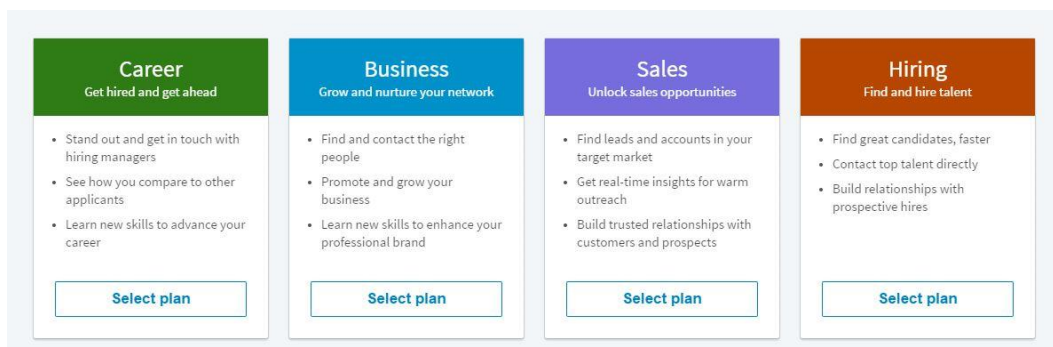 Career
Get hired and get ahead
• Stand out and get in touch with
hiring managers
• See how you compare to other
applicants
• Learn new skills to advance your
career
Select plan
Business
Grow and nurture your network
• Find and contact the right
people
• Promote and grow your
business
• Learn new skills to enhance your
professional brand
Select plan
Sales
Unlock sales opportunities
• Find leads and accounts in your
target market
• Get real-time insights for warm
outreach
• Build trusted relationships with
customers and prospects
Select plan
Hiring
Find and hire talent
• Find great candidates, faster
• Contact top talent directly
• Build relationships with
prospective hires
Select plan